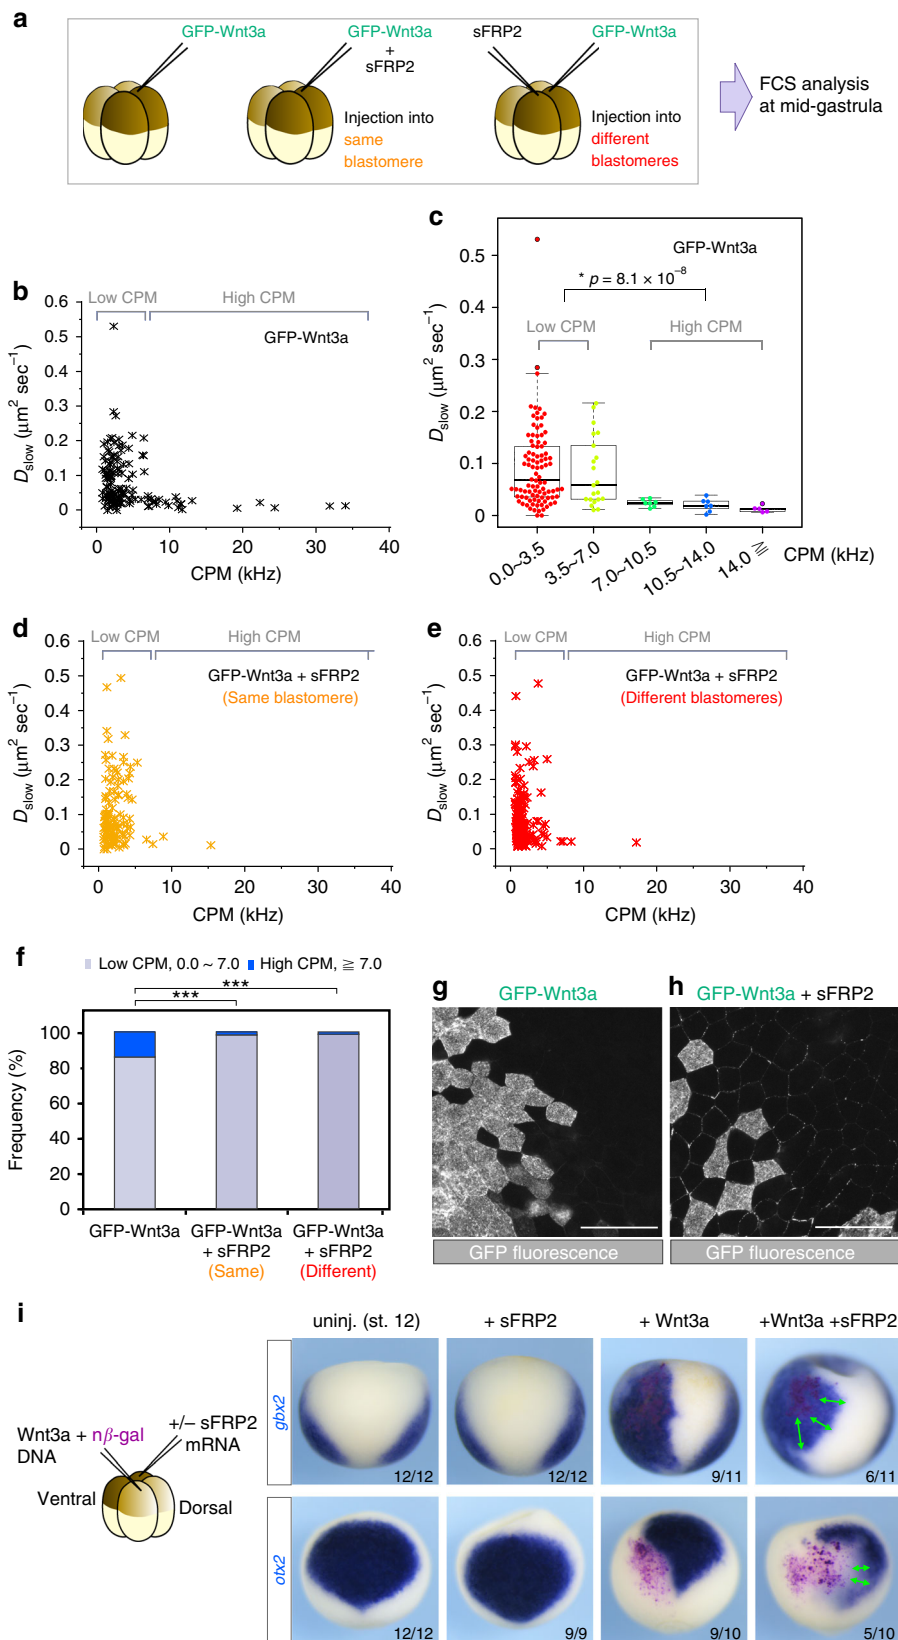 a
GFP-Wnt3a
GFP-Wnt3a
+
sFRP2
Injection into
same
blastomere
sFRP2
GFP-Wnt3a
Injection into
different
blastomeres
FCS analysis
at mid-gastrula
b
Low CPM
High CPM
GFP-Wnt3a
Dslow (μm² sec⁻¹)
0.6
0.5
0.4
0.3
0.2
0.1
0
0
10
20
30
40
CPM (kHz)
c
GFP-Wnt3a
* p = 8.1 × 10⁻⁸
Low CPM
High CPM
Dslow (μm² sec⁻¹)
0.5
0.4
0.3
0.2
0.1
0
0.0~3.5
3.5~7.0
7.0~10.5
10.5~14.0
14.0 ≦
CPM (kHz)
d
Low CPM
High CPM
GFP-Wnt3a + sFRP2
(Same blastomere)
Dslow (μm² sec⁻¹)
0.6
0.5
0.4
0.3
0.2
0.1
0
0
10
20
30
40
CPM (kHz)
e
Low CPM
High CPM
GFP-Wnt3a + sFRP2
(Different blastomeres)
Dslow (μm² sec⁻¹)
0.6
0.5
0.4
0.3
0.2
0.1
0
0
10
20
30
40
CPM (kHz)
f
Low CPM, 0.0 ~ 7.0
High CPM, ≧ 7.0
***
***
Frequency (%)
100
80
60
40
20
0
GFP-Wnt3a
GFP-Wnt3a
+ sFRP2
(Same)
GFP-Wnt3a
+ sFRP2
(Different)
g
GFP-Wnt3a
GFP fluorescence
h
GFP-Wnt3a + sFRP2
GFP fluorescence
i
Wnt3a + nβ-gal
DNA
+/− sFRP2
mRNA
Ventral
Dorsal
uninj. (st. 12)
+ sFRP2
+ Wnt3a
+Wnt3a +sFRP2
gbx2
12/12
12/12
9/11
6/11
otx2
12/12
9/9
9/10
5/10